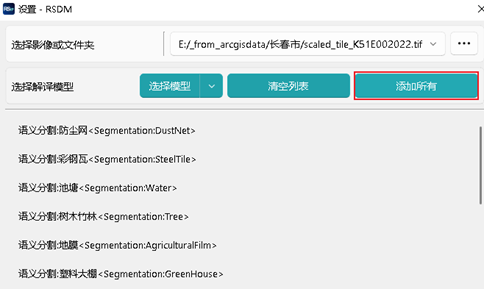 RSDM 设置 - RSDM
选择影像或文件夹 E:/_from_arcgisdata/长春市/scaled_tile_K51E002022.tif
选择解译模型 选择模型 清空列表 添加所有
语义分割:防尘网<Segmentation:DustNet>
语义分割:彩钢瓦<Segmentation:SteelTile>
语义分割:池塘<Segmentation:Water>
语义分割:树木竹林<Segmentation:Tree>
语义分割:地膜<Segmentation:AgriculturalFilm>
语义分割:塑料大棚<Segmentation:GreenHouse>